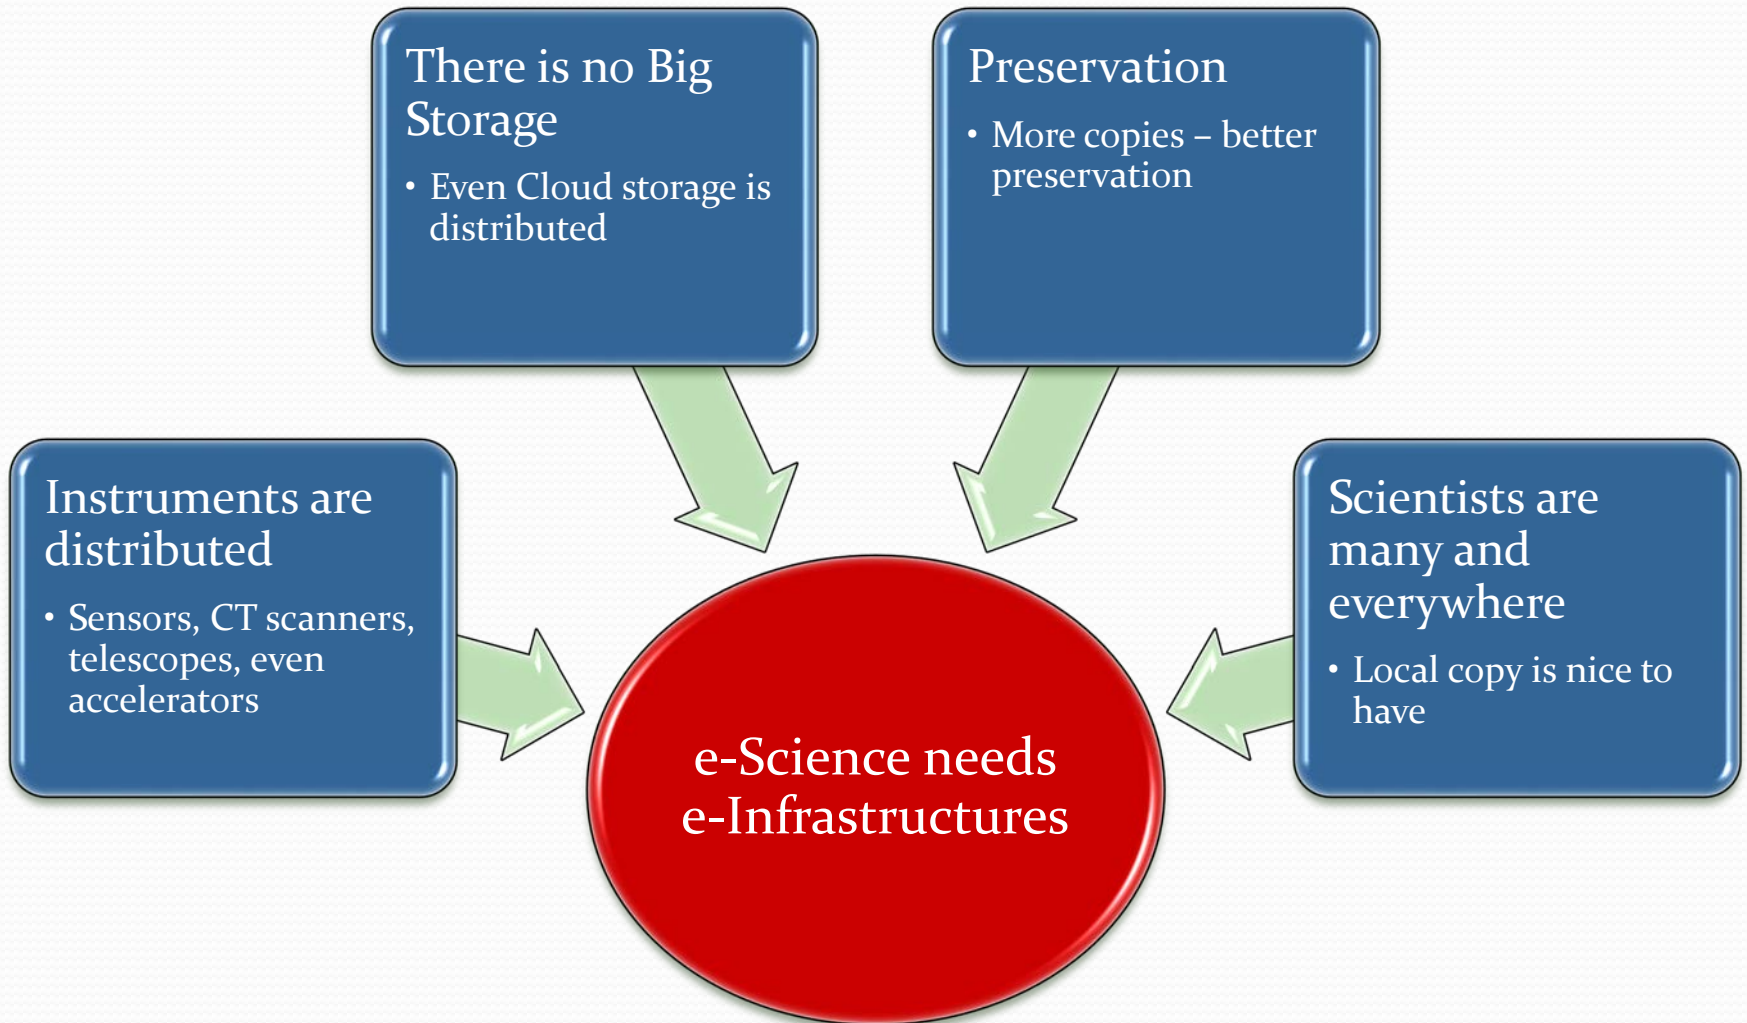 There is no Big
Storage
• Even Cloud storage is
distributed
Preservation
• More copies – better
preservation
Instruments are
distributed
• Sensors, CT scanners,
telescopes, even
accelerators
Scientists are
many and
everywhere
• Local copy is nice to
have
e-Science needs
e-Infrastructures